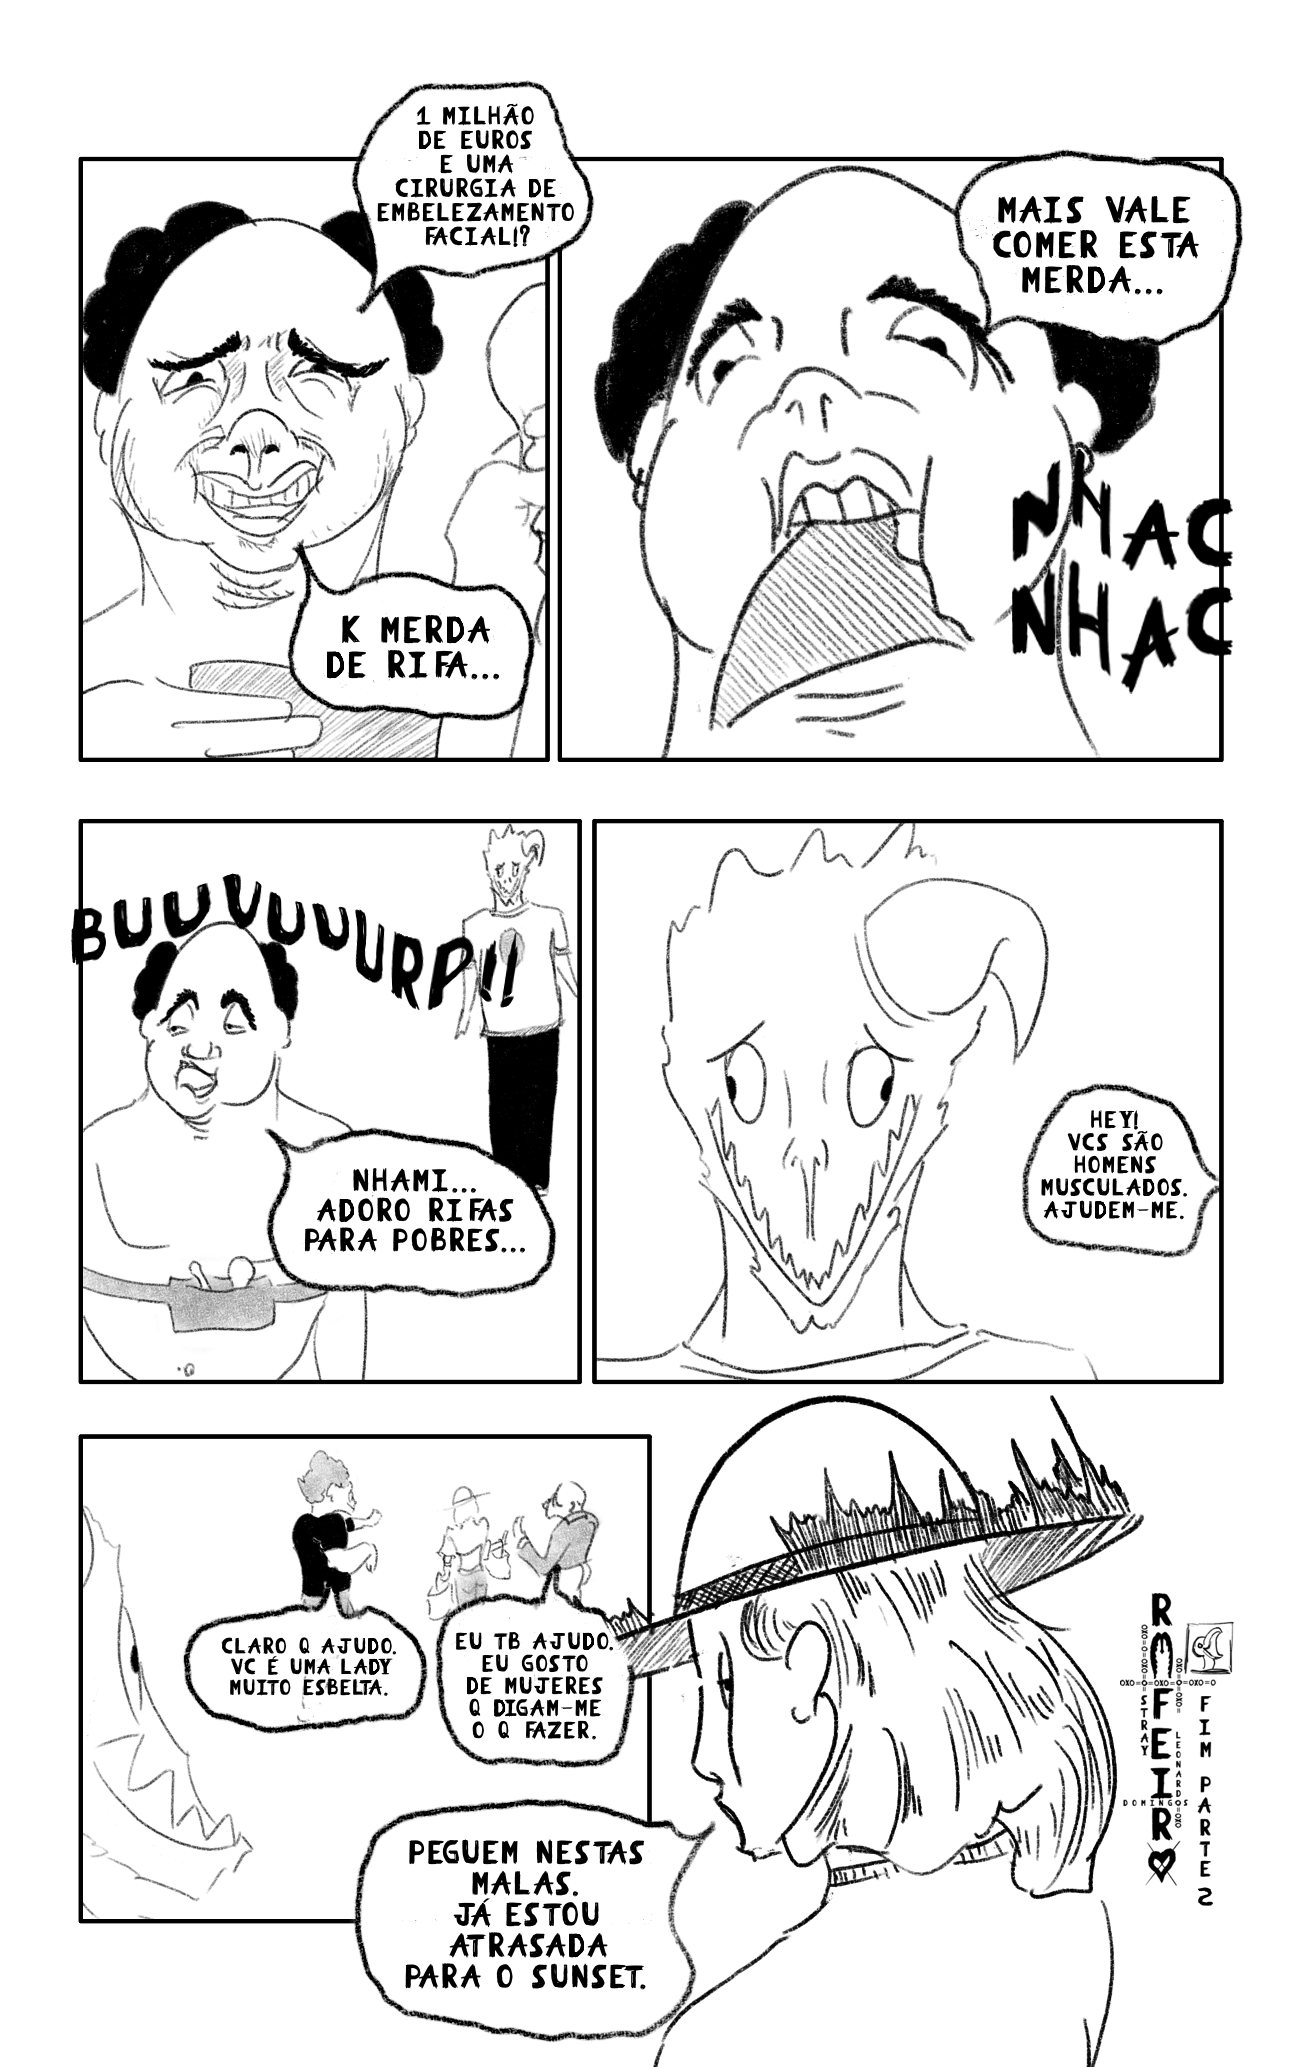 1 MILHÃO
DE EUROS
E UMA
CIRURGIA DE
EMBELEZAMENTO
FACIAL!?
K MERDA
DE RIFA...
MAIS VALE
COMER ESTA
MERDA...
NHAC
NHAC
BUUUUUUURP!!
NHAMI...
ADORO RIFAS
PARA POBRES...
HEY!
VCS SÃO
HOMENS
MUSCULADOS.
AJUDEM-ME.
CLARO Q AJUDO.
VC É UMA LADY
MUITO ESBELTA.
EU TB AJUDO.
EU GOSTO
DE MUJERES
Q DIGAM-ME
O Q FAZER.
PEGUEM NESTAS
MALAS.
JÁ ESTOU
ATRASADA
PARA O SUNSET.
STRAY
LEONARDO
DOMINGOS
FIM PARTE 2